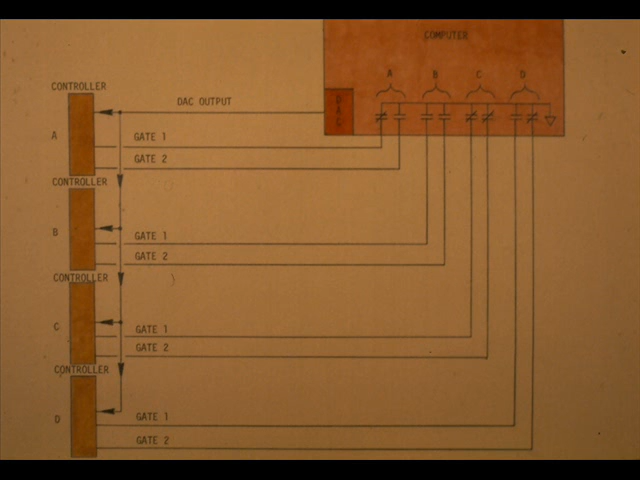 COMPUTER
A B C D
DAC
CONTROLLER
DAC OUTPUT
A
GATE 1
GATE 2
CONTROLLER
B
GATE 1
GATE 2
CONTROLLER
C
GATE 1
GATE 2
CONTROLLER
D
GATE 1
GATE 2